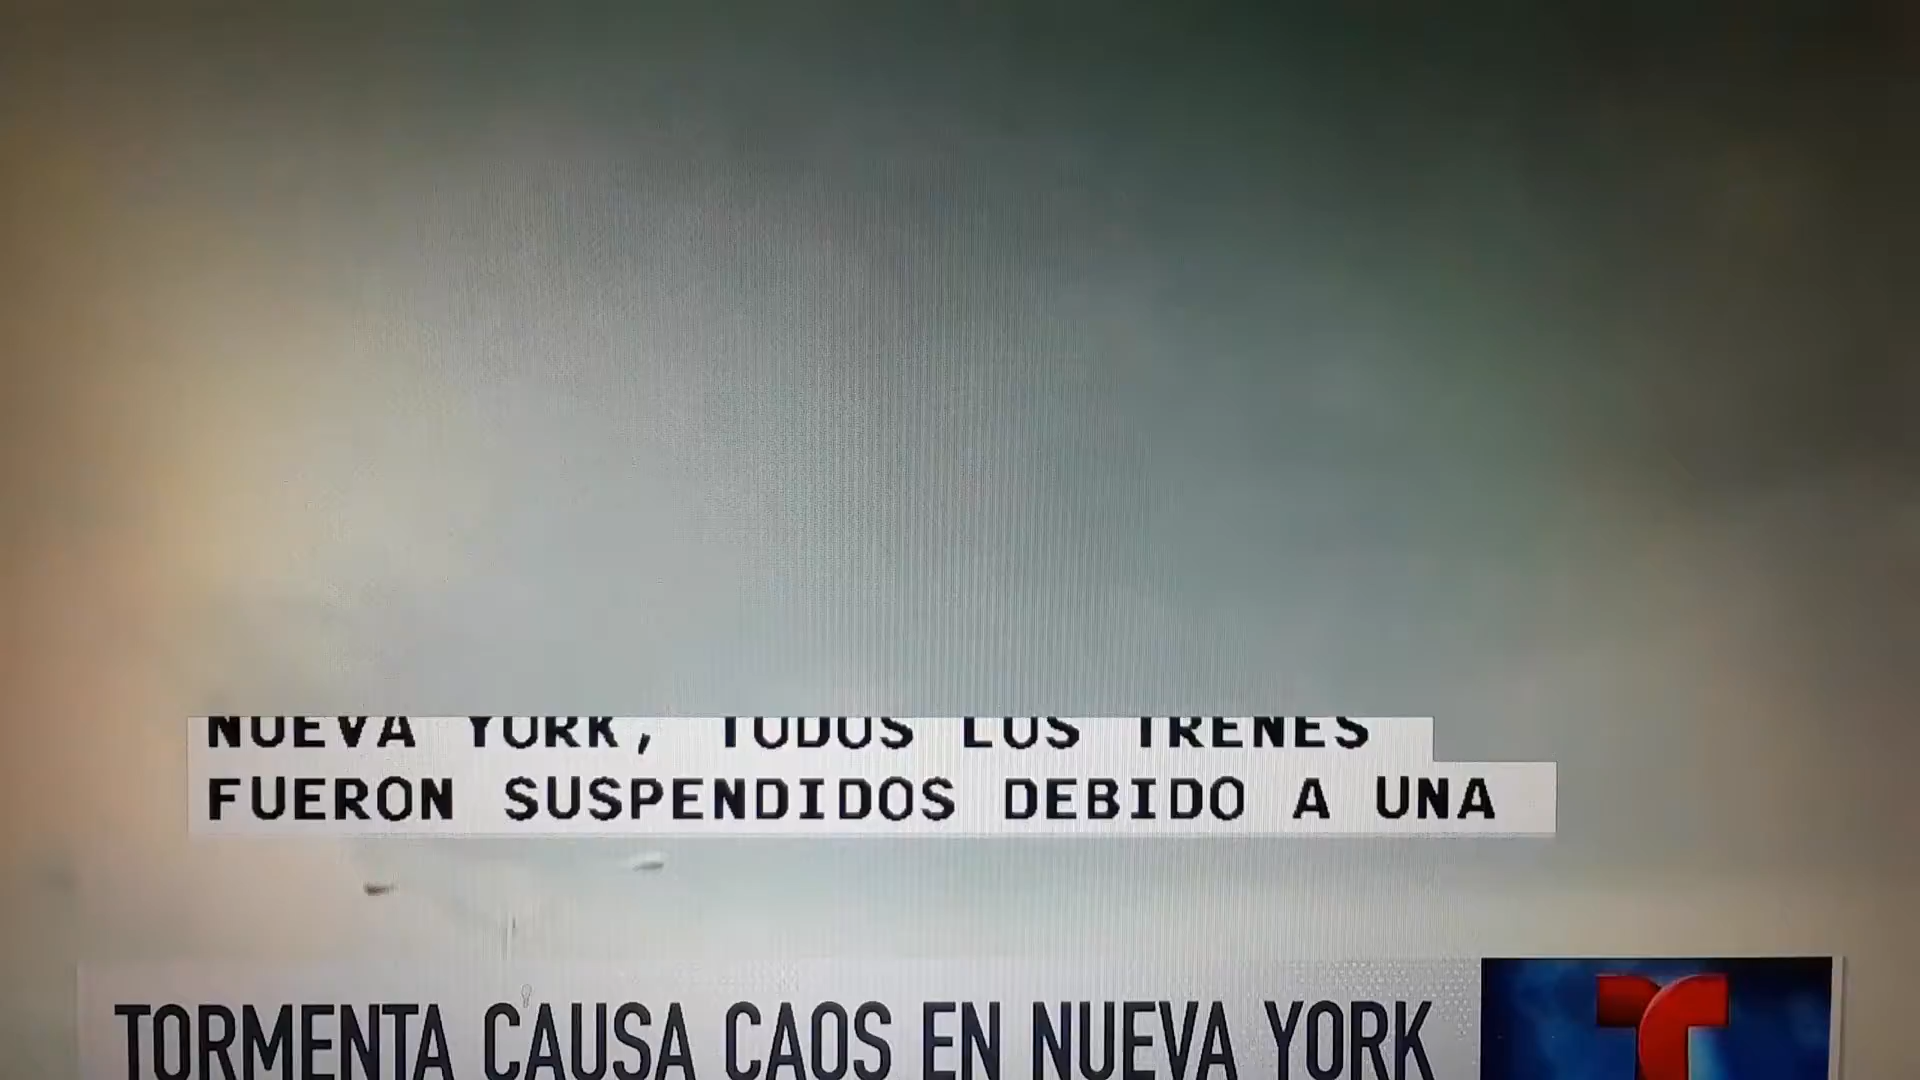 NUEVA YORK, TODOS LOS TRENES
FUERON SUSPENDIDOS DEBIDO A UNA
TORMENTA CAUSA CAOS EN NUEVA YORK
T